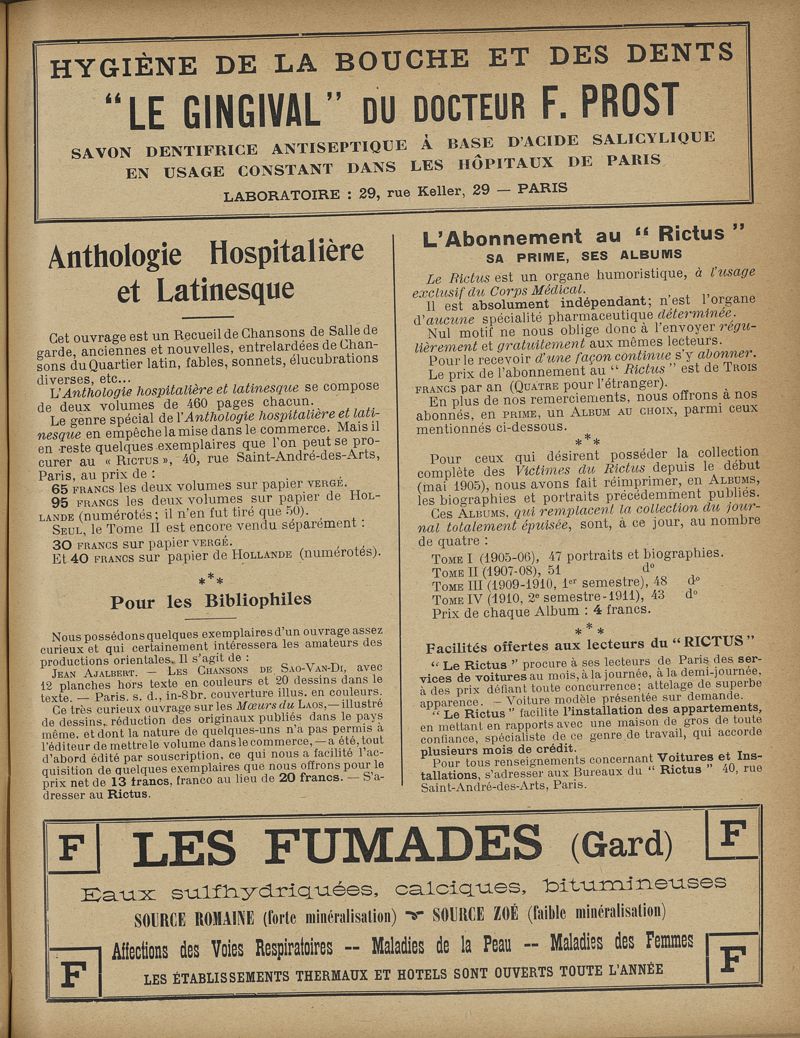 HYGIÈNE DE LA BOUCHE ET DES DENTS
"LE GINGIVAL" DU DOCTEUR F. PROST
SAVON DENTIFRICE ANTISEPTIQUE À BASE D'ACIDE SALICYLIQUE
EN USAGE CONSTANT DANS LES HÔPITAUX DE PARIS
LABORATOIRE : 29, rue Keller, 29 — PARIS
Anthologie Hospitalière
et Latinesque
Cet ouvrage est un Recueil de Chansons de Salle de
garde, anciennes et nouvelles, entrelardées de Chan-
sons du Quartier latin, fables, sonnets, élucubrations
diverses, etc...
L'Anthologie hospitalière et latinesque se compose
de deux volumes de 460 pages chacun.
Le genre spécial de l'Anthologie hospitalière et lati-
nesque en empêche la mise dans le commerce. Mais il
en reste quelques exemplaires que l'on peut se pro-
curer au « RICTUS », 40, rue Saint-André-des-Arts,
Paris, au prix de :
65 FRANCS les deux volumes sur papier VERGÉ.
95 FRANCS les deux volumes sur papier de HOL-
LANDE (numérotés ; il n'en fut tiré que 50).
SEUL, le Tome II est encore vendu séparément :
30 FRANCS sur papier VERGÉ.
Et 40 FRANCS sur papier de HOLLANDE (numérotés).
***
Pour les Bibliophiles
Nous possédons quelques exemplaires d'un ouvrage assez
curieux et qui certainement intéressera les amateurs des
productions orientales. Il s'agit de :
JEAN AJALBERT. — LES CHANSONS DE SAO-VAN-DI, avec
12 planches hors texte en couleurs et 20 dessins dans le
texte. — Paris. s. d., in-8 br. couverture illus. en couleurs.
Ce très curieux ouvrage sur les Mœurs du LAOS, — illustré
de dessins, réduction des originaux publiés dans le pays
même, et dont la nature de quelques-uns n'a pas permis à
l'éditeur de mettre le volume dans le commerce, — a été, tout
d'abord édité par souscription, ce qui nous a facilité l'ac-
quisition de quelques exemplaires que nous offrons pour le
prix net de 13 francs, franco au lieu de 20 francs. — S'a-
dresser au Rictus.
L'Abonnement au " Rictus "
SA PRIME, SES ALBUMS
Le Rictus est un organe humoristique, à l'usage
exclusif du Corps Médical.
Il est absolument indépendant; n'est l'organe
d'aucune spécialité pharmaceutique déterminée.
Nul motif ne nous oblige donc à l'envoyer régu-
lièrement et gratuitement aux mêmes lecteurs.
Pour le recevoir d'une façon continue s'y abonner.
Le prix de l'abonnement au " Rictus " est de TROIS
FRANCS par an (QUATRE pour l'étranger).
En plus de nos remerciements, nous offrons à nos
abonnés, en PRIME, un ALBUM AU CHOIX, parmi ceux
mentionnés ci-dessous.
***
Pour ceux qui désirent posséder la collection
complète des Victimes du Rictus depuis le début
(mai 1905), nous avons fait réimprimer, en ALBUMS,
les biographies et portraits précédemment publiés.
Ces ALBUMS, qui remplacent la collection du jour-
nal totalement épuisée, sont, à ce jour, au nombre
de quatre :
TOME I (1905-06), 47 portraits et biographies.
TOME II (1907-08), 51 dº
TOME III (1909-1910, 1er semestre), 48 dº
TOME IV (1910, 2e semestre-1911), 43 dº
Prix de chaque Album : 4 francs.
***
Facilités offertes aux lecteurs du "RICTUS"
" Le Rictus " procure à ses lecteurs de Paris des ser-
vices de voitures au mois, à la journée, à la demi-journée,
à des prix défiant toute concurrence; attelage de superbe
apparence. — Voiture modèle présentée sur demande.
" Le Rictus " facilite l'installation des appartements,
en mettant en rapports avec une maison de gros de toute
confiance, spécialiste de ce genre de travail, qui accorde
plusieurs mois de crédit.
Pour tous renseignements concernant Voitures et Ins-
tallations, s'adresser aux Bureaux du " Rictus " 40, rue
Saint-André-des-Arts, Paris.
F LES FUMADES (Gard) F
Eaux sulfhydriquées, calciques, bitumineuses
SOURCE ROMAINE (forte minéralisation) SOURCE ZOÉ (faible minéralisation)
Affections des Voies Respiratoires -- Maladies de la Peau -- Maladies des Femmes
F LES ÉTABLISSEMENTS THERMAUX ET HOTELS SONT OUVERTS TOUTE L'ANNÉE F